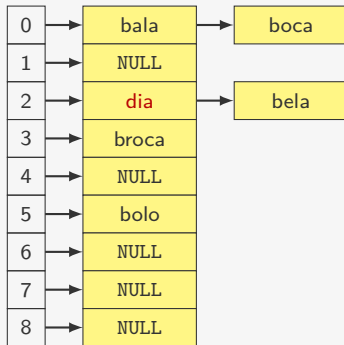 0 bala boca
1 NULL
2 dia bela
3 broca
4 NULL
5 bolo
6 NULL
7 NULL
8 NULL